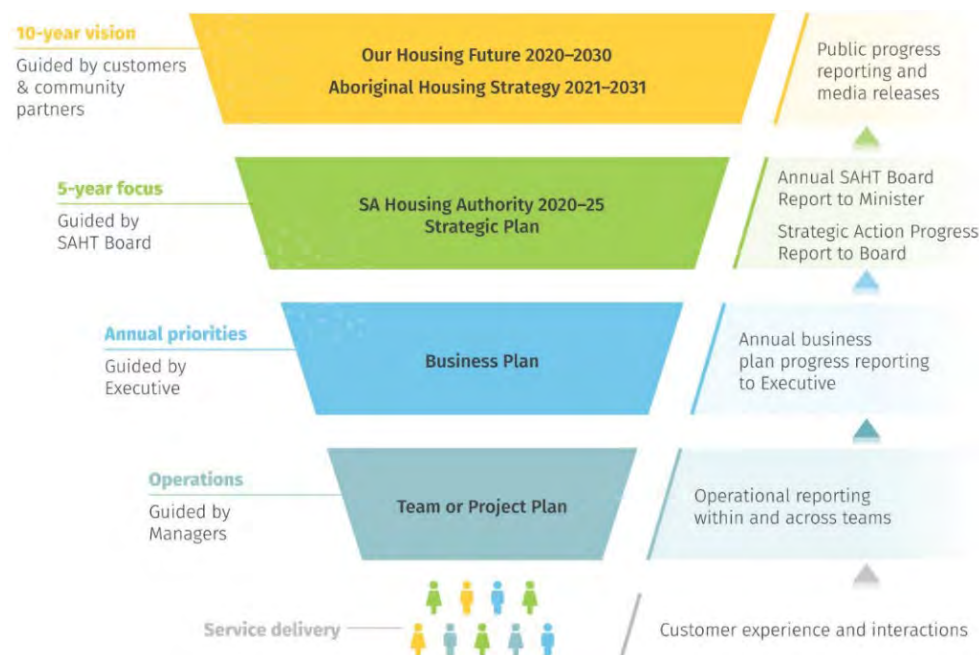 10-year vision
Guided by customers
& community
partners
Our Housing Future 2020–2030
Aboriginal Housing Strategy 2021–2031
Public progress
reporting and
media releases
5-year focus
Guided by
SAHT Board
SA Housing Authority 2020–25
Strategic Plan
Annual SAHT Board
Report to Minister
Strategic Action Progress
Report to Board
Annual priorities
Guided by
Executive
Business Plan
Annual business
plan progress reporting
to Executive
Operations
Guided by
Managers
Team or Project Plan
Operational reporting
within and across teams
Service delivery
Customer experience and interactions